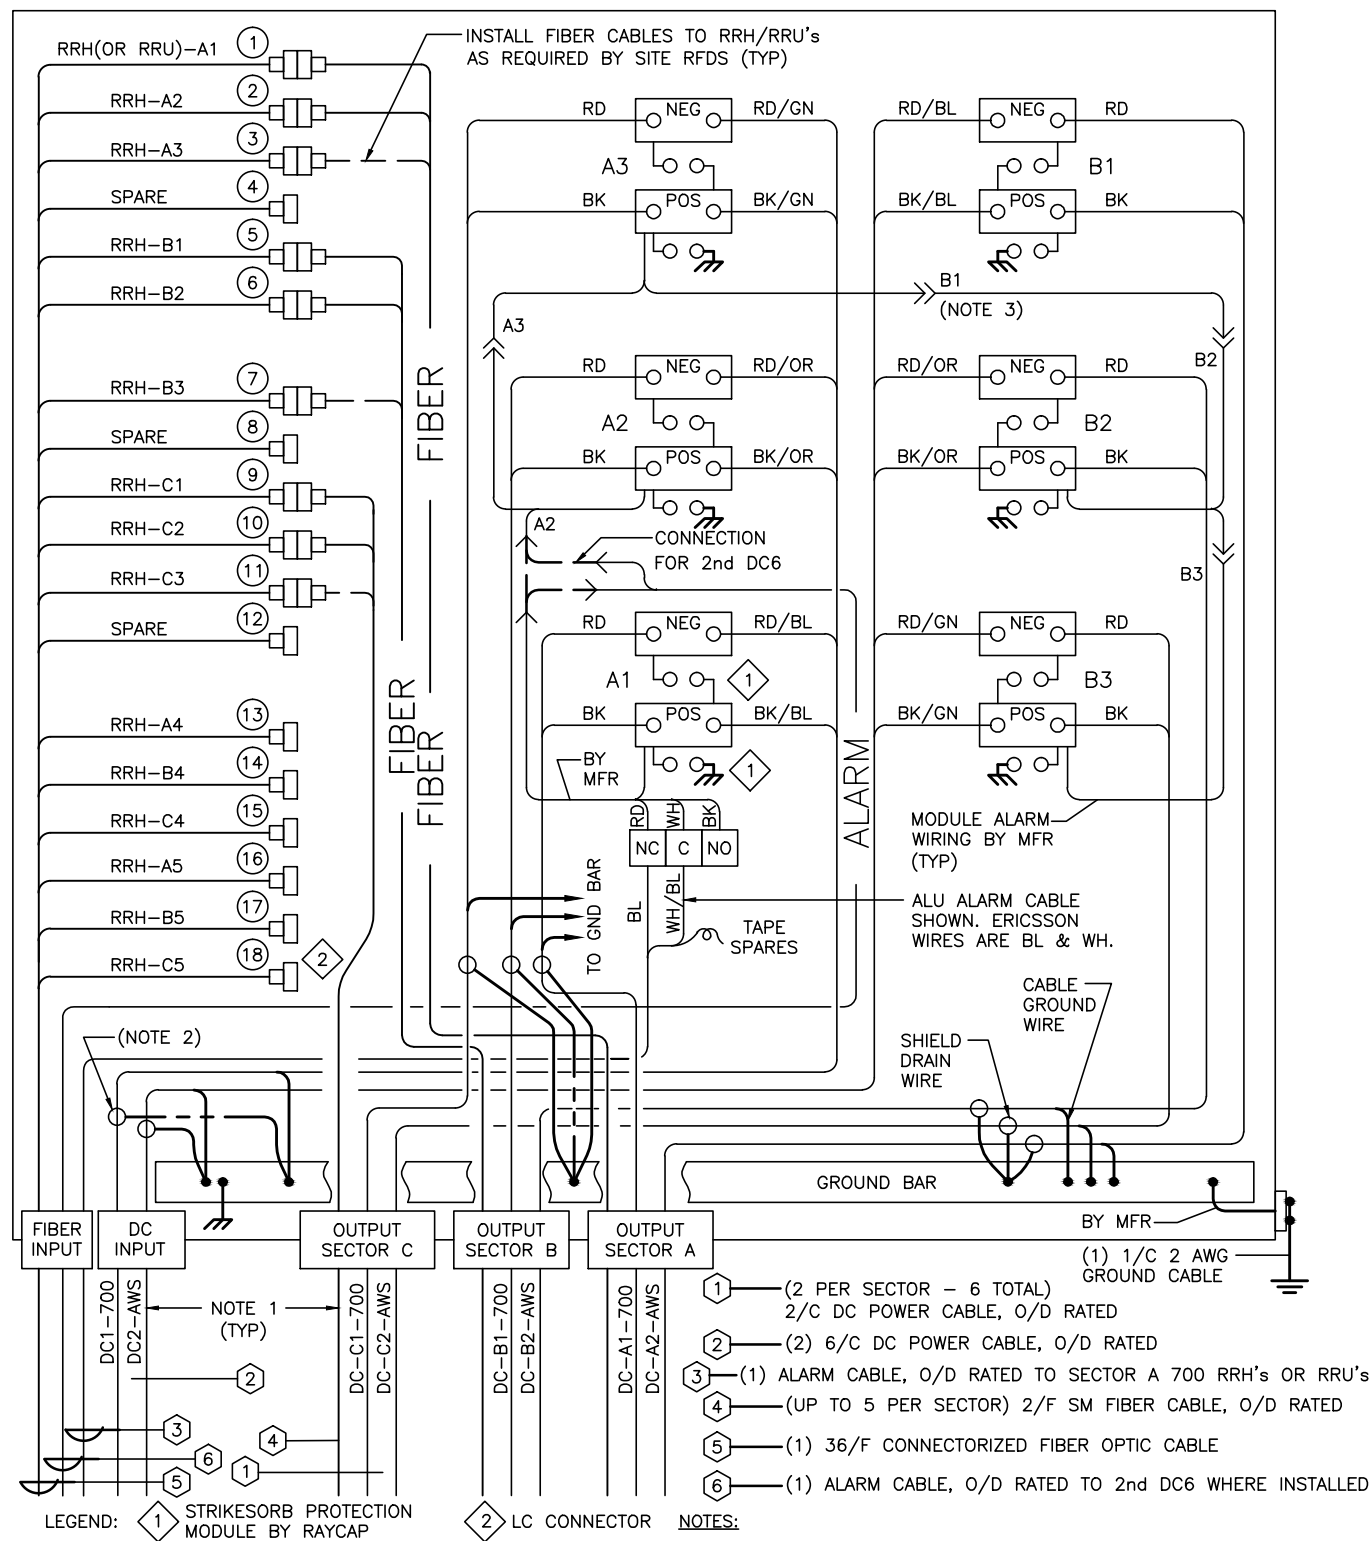 RRH(OR RRU)-A1
1
RRH-A2
2
RRH-A3
3
SPARE
4
RRH-B1
5
RRH-B2
6
RRH-B3
7
SPARE
8
RRH-C1
9
RRH-C2
10
RRH-C3
11
SPARE
12
RRH-A4
13
RRH-B4
14
RRH-C4
15
RRH-A5
16
RRH-B5
17
RRH-C5
18
2
INSTALL FIBER CABLES TO RRH/RRU's
AS REQUIRED BY SITE RFDS (TYP)
FIBER
FIBER
FIBER
RD
NEG
RD/GN
A3
BK
POS
BK/GN
RD/BL
NEG
RD
B1
BK/BL
POS
BK
A3
B1
(NOTE 3)
B2
RD
NEG
RD/OR
A2
BK
POS
BK/OR
RD/OR
NEG
RD
B2
BK/OR
POS
BK
A2
CONNECTION
FOR 2nd DC6
B3
RD
NEG
RD/BL
A1
1
BK
POS
BK/BL
1
RD/GN
NEG
RD
B3
BK/GN
POS
BK
BY
MFR
ALARM
RD
WH
BK
NC
C
NO
MODULE ALARM
WIRING BY MFR
(TYP)
TO GND BAR
BL
WH/BL
TAPE
SPARES
ALU ALARM CABLE
SHOWN. ERICSSON
WIRES ARE BL & WH.
CABLE
GROUND
WIRE
SHIELD
DRAIN
WIRE
(NOTE 2)
GROUND BAR
BY MFR
(1) 1/C 2 AWG
GROUND CABLE
FIBER
INPUT
DC
INPUT
OUTPUT
SECTOR C
OUTPUT
SECTOR B
OUTPUT
SECTOR A
DC1-700
DC2-AWS
NOTE 1
(TYP)
DC-C1-700
DC-C2-AWS
DC-B1-700
DC-B2-AWS
DC-A1-700
DC-A2-AWS
2
3
6
5
4
1
1 (2 PER SECTOR - 6 TOTAL)
2/C DC POWER CABLE, O/D RATED
2 (2) 6/C DC POWER CABLE, O/D RATED
3 (1) ALARM CABLE, O/D RATED TO SECTOR A 700 RRH's OR RRU's
4 (UP TO 5 PER SECTOR) 2/F SM FIBER CABLE, O/D RATED
5 (1) 36/F CONNECTORIZED FIBER OPTIC CABLE
6 (1) ALARM CABLE, O/D RATED TO 2nd DC6 WHERE INSTALLED
LEGEND:
1 STRIKESORB PROTECTION
MODULE BY RAYCAP
2 LC CONNECTOR
NOTES: